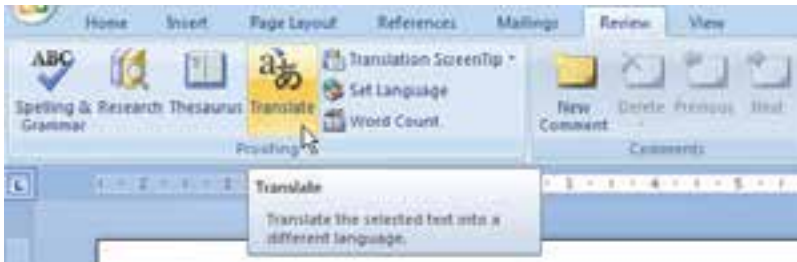 Home Insert Page Layout References Mailings Review View
ABC
Translation ScreenTip
Set Language
Word Count
Spelling & Grammar
Research
Thesaurus
Translate
New Comment
Delete
Previous
Next
Proofing
Comments
Translate
Translate the selected text into a
different language.